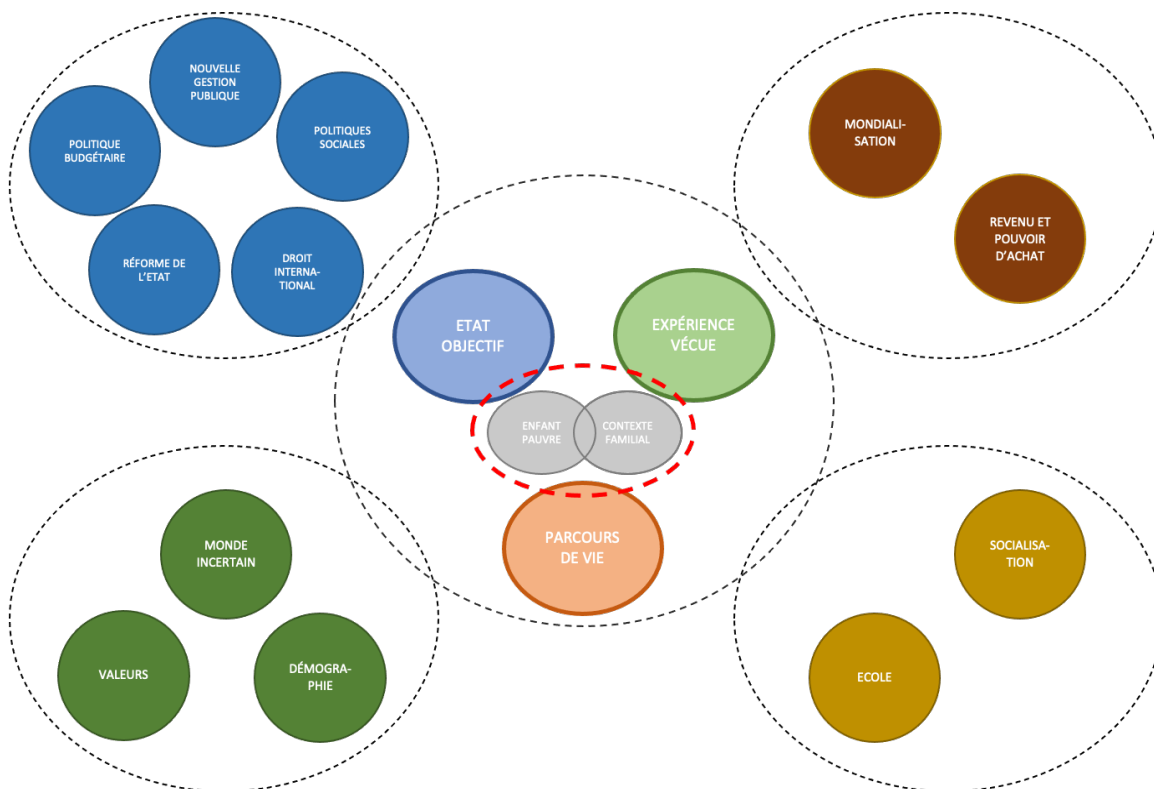 NOUVELLE
GESTION
PUBLIQUE
POLITIQUE
BUDGÉTAIRE
POLITIQUES
SOCIALES
RÉFORME DE
L'ETAT
DROIT
INTERNA-
TIONAL
MONDIALI-
SATION
REVENU ET
POUVOIR
D'ACHAT
ETAT
OBJECTIF
EXPÉRIENCE
VÉCUE
ENFANT
PAUVRE
CONTEXTE
FAMILIAL
PARCOURS
DE VIE
MONDE
INCERTAIN
VALEURS
DÉMOGRA-
PHIE
SOCIALISA-
TION
ECOLE